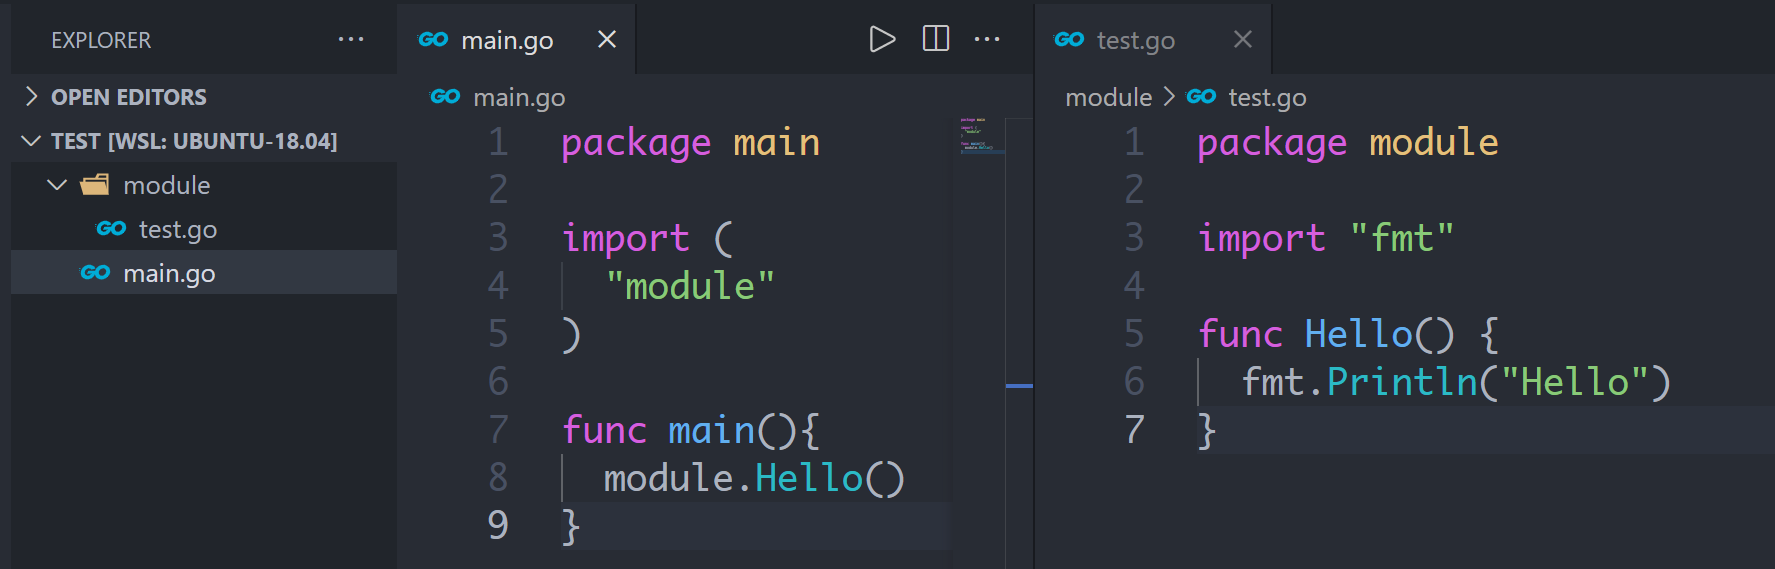 EXPLORER ...
OPEN EDITORS
TEST [WSL: UBUNTU-18.04]
module
GO test.go
GO main.go
GO main.go
GO main.go
1 package main
2
3 import (
4 "module"
5 )
6
7 func main(){
8 module.Hello()
9 }
GO test.go
module > GO test.go
1 package module
2
3 import "fmt"
4
5 func Hello() {
6 fmt.Println("Hello")
7 }